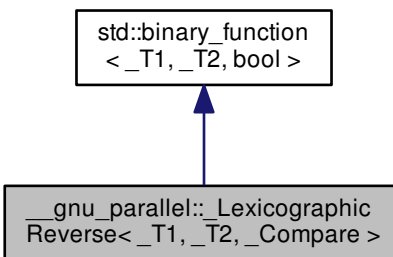 std::binary_function
< _T1, _T2, bool >
__gnu_parallel::_Lexicographic
Reverse< _T1, _T2, _Compare >